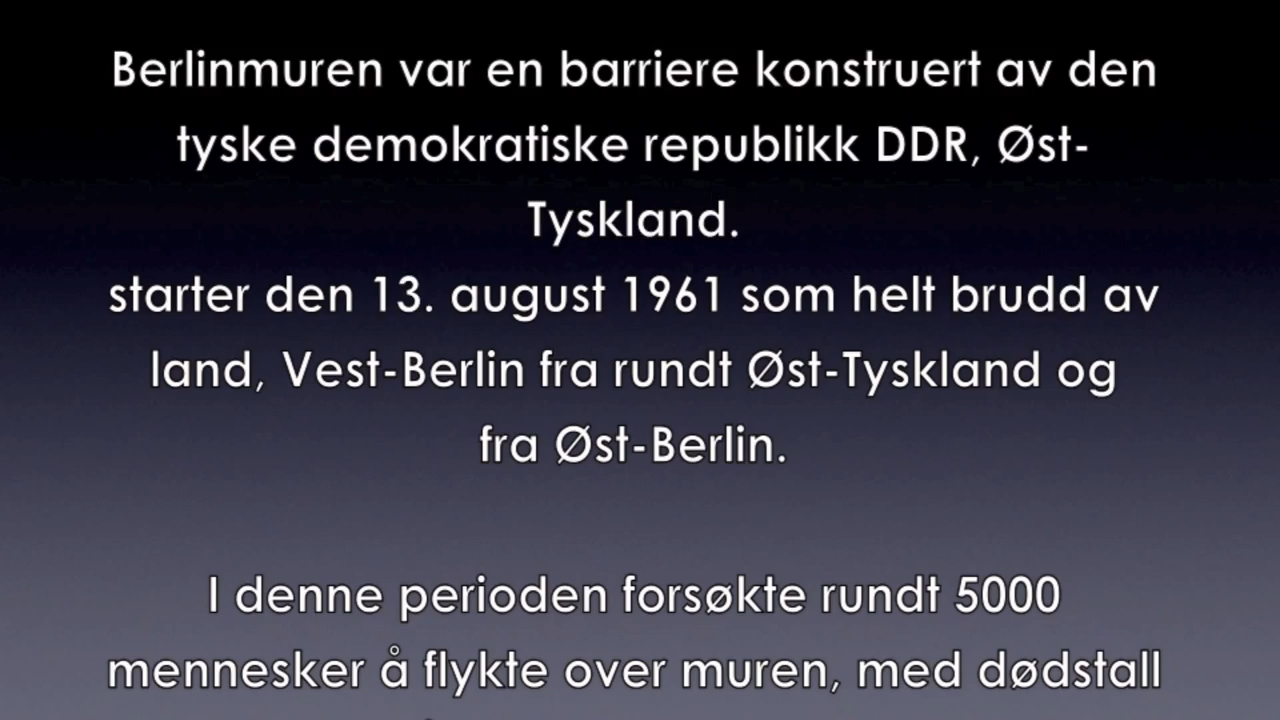 Berlinmuren var en barriere konstruert av den
tyske demokratiske republikk DDR, Øst-
Tyskland.
starter den 13. august 1961 som helt brudd av
land, Vest-Berlin fra rundt Øst-Tyskland og
fra Øst-Berlin.
I denne perioden forsøkte rundt 5000
mennesker å flykte over muren, med dødstall